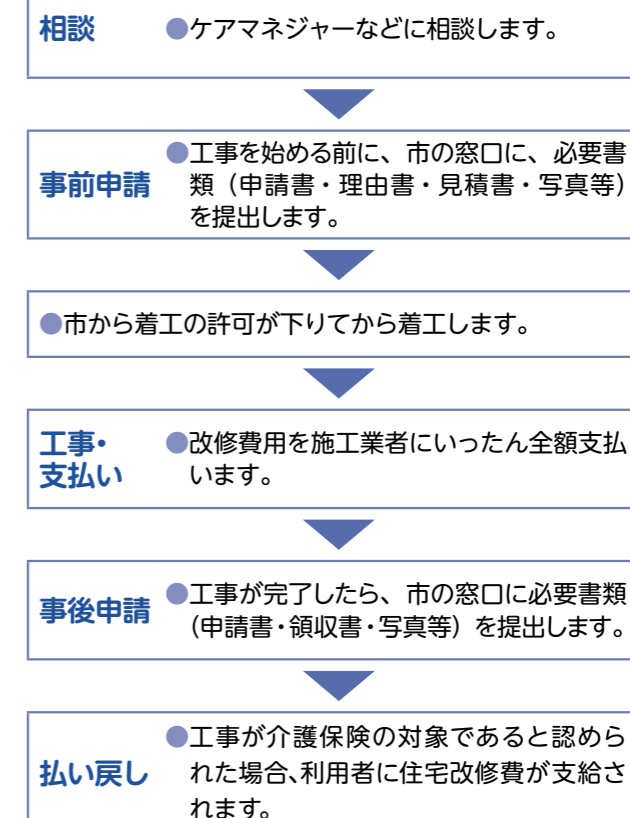 相談 ●ケアマネジャーなどに相談します。
事前申請
●工事を始める前に、市の窓口に、必要書
類（申請書・理由書・見積書・写真等）
を提出します。
●市から着工の許可が下りてから着工します。
工事・
支払い
●改修費用を施工業者にいったん全額支払
います。
事後申請
●工事が完了したら、市の窓口に必要書類
（申請書・領収書・写真等）を提出します。
払い戻し
●工事が介護保険の対象であると認めら
れた場合、利用者に住宅改修費が支給さ
れます。